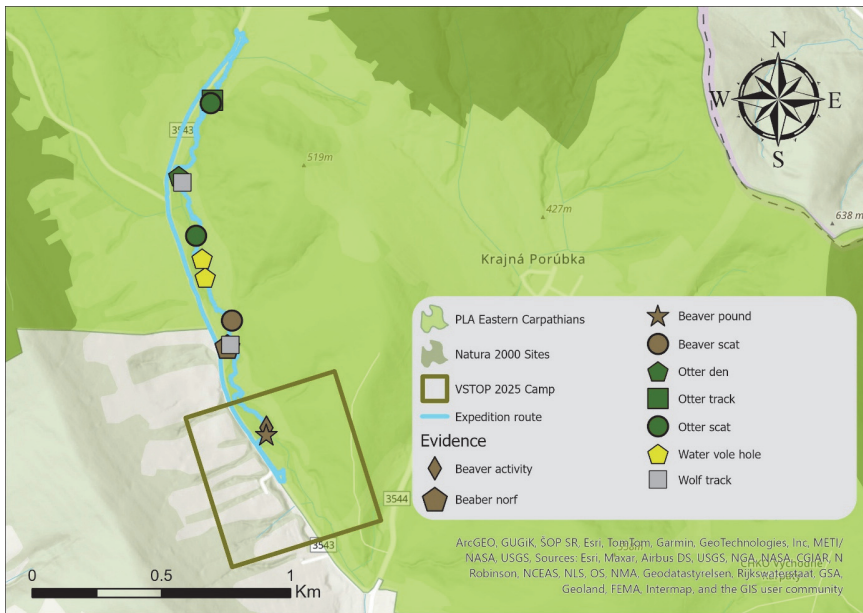 N
W E
S
3943
519m
427m
638 m
Krajná Porúbka
PLA Eastern Carpathians
Natura 2000 Sites
VSTOP 2025 Camp
Expedition route
Evidence
Beaver activity
Beaber norf
Beaver pound
Beaver scat
Otter den
Otter track
Otter scat
Water vole hole
Wolf track
3544
3543
ArcGEO, GUGiK, ŠOP SR, Esri, TomTom, Garmin, GeoTechnologies, Inc, METI/
NASA, USGS, Sources: Esri, Maxar, Airbus DS, USGS, NGA, NASA, CGIAR, N
Robinson, NCEAS, NLS, OS, NMA, Geodatastyrelsen, Rijkswaterstaat, GSA,
Geoland, FEMA, Intermap, and the GIS user community
CHKO Východné
Karpaty
0 0.5 1
Km